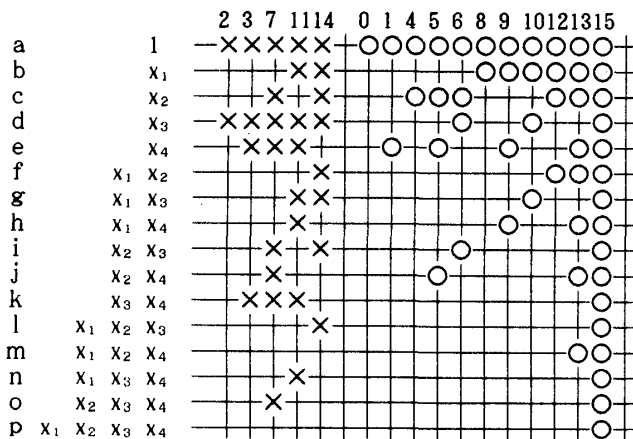 2 3 7 11 14 0 1 4 5 6 8 9 10 12 13 15
a 1
b x₁
c x₂
d x₃
e x₄
f x₁ x₂
g x₁ x₃
h x₁ x₄
i x₂ x₃
j x₂ x₄
k x₃ x₄
l x₁ x₂ x₃
m x₁ x₂ x₄
n x₁ x₃ x₄
o x₂ x₃ x₄
p x₁ x₂ x₃ x₄